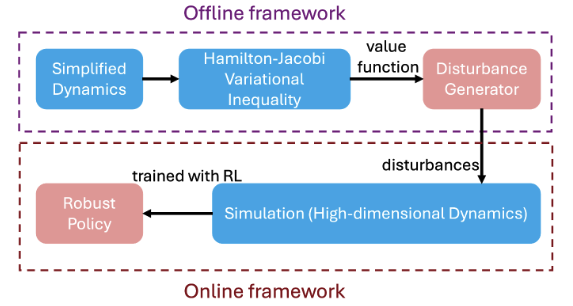 Offline framework
Simplified
Dynamics
Hamilton-Jacobi
Variational
Inequality
value
function
Disturbance
Generator
disturbances
trained with RL
Robust
Policy
Simulation (High-dimensional Dynamics)
Online framework